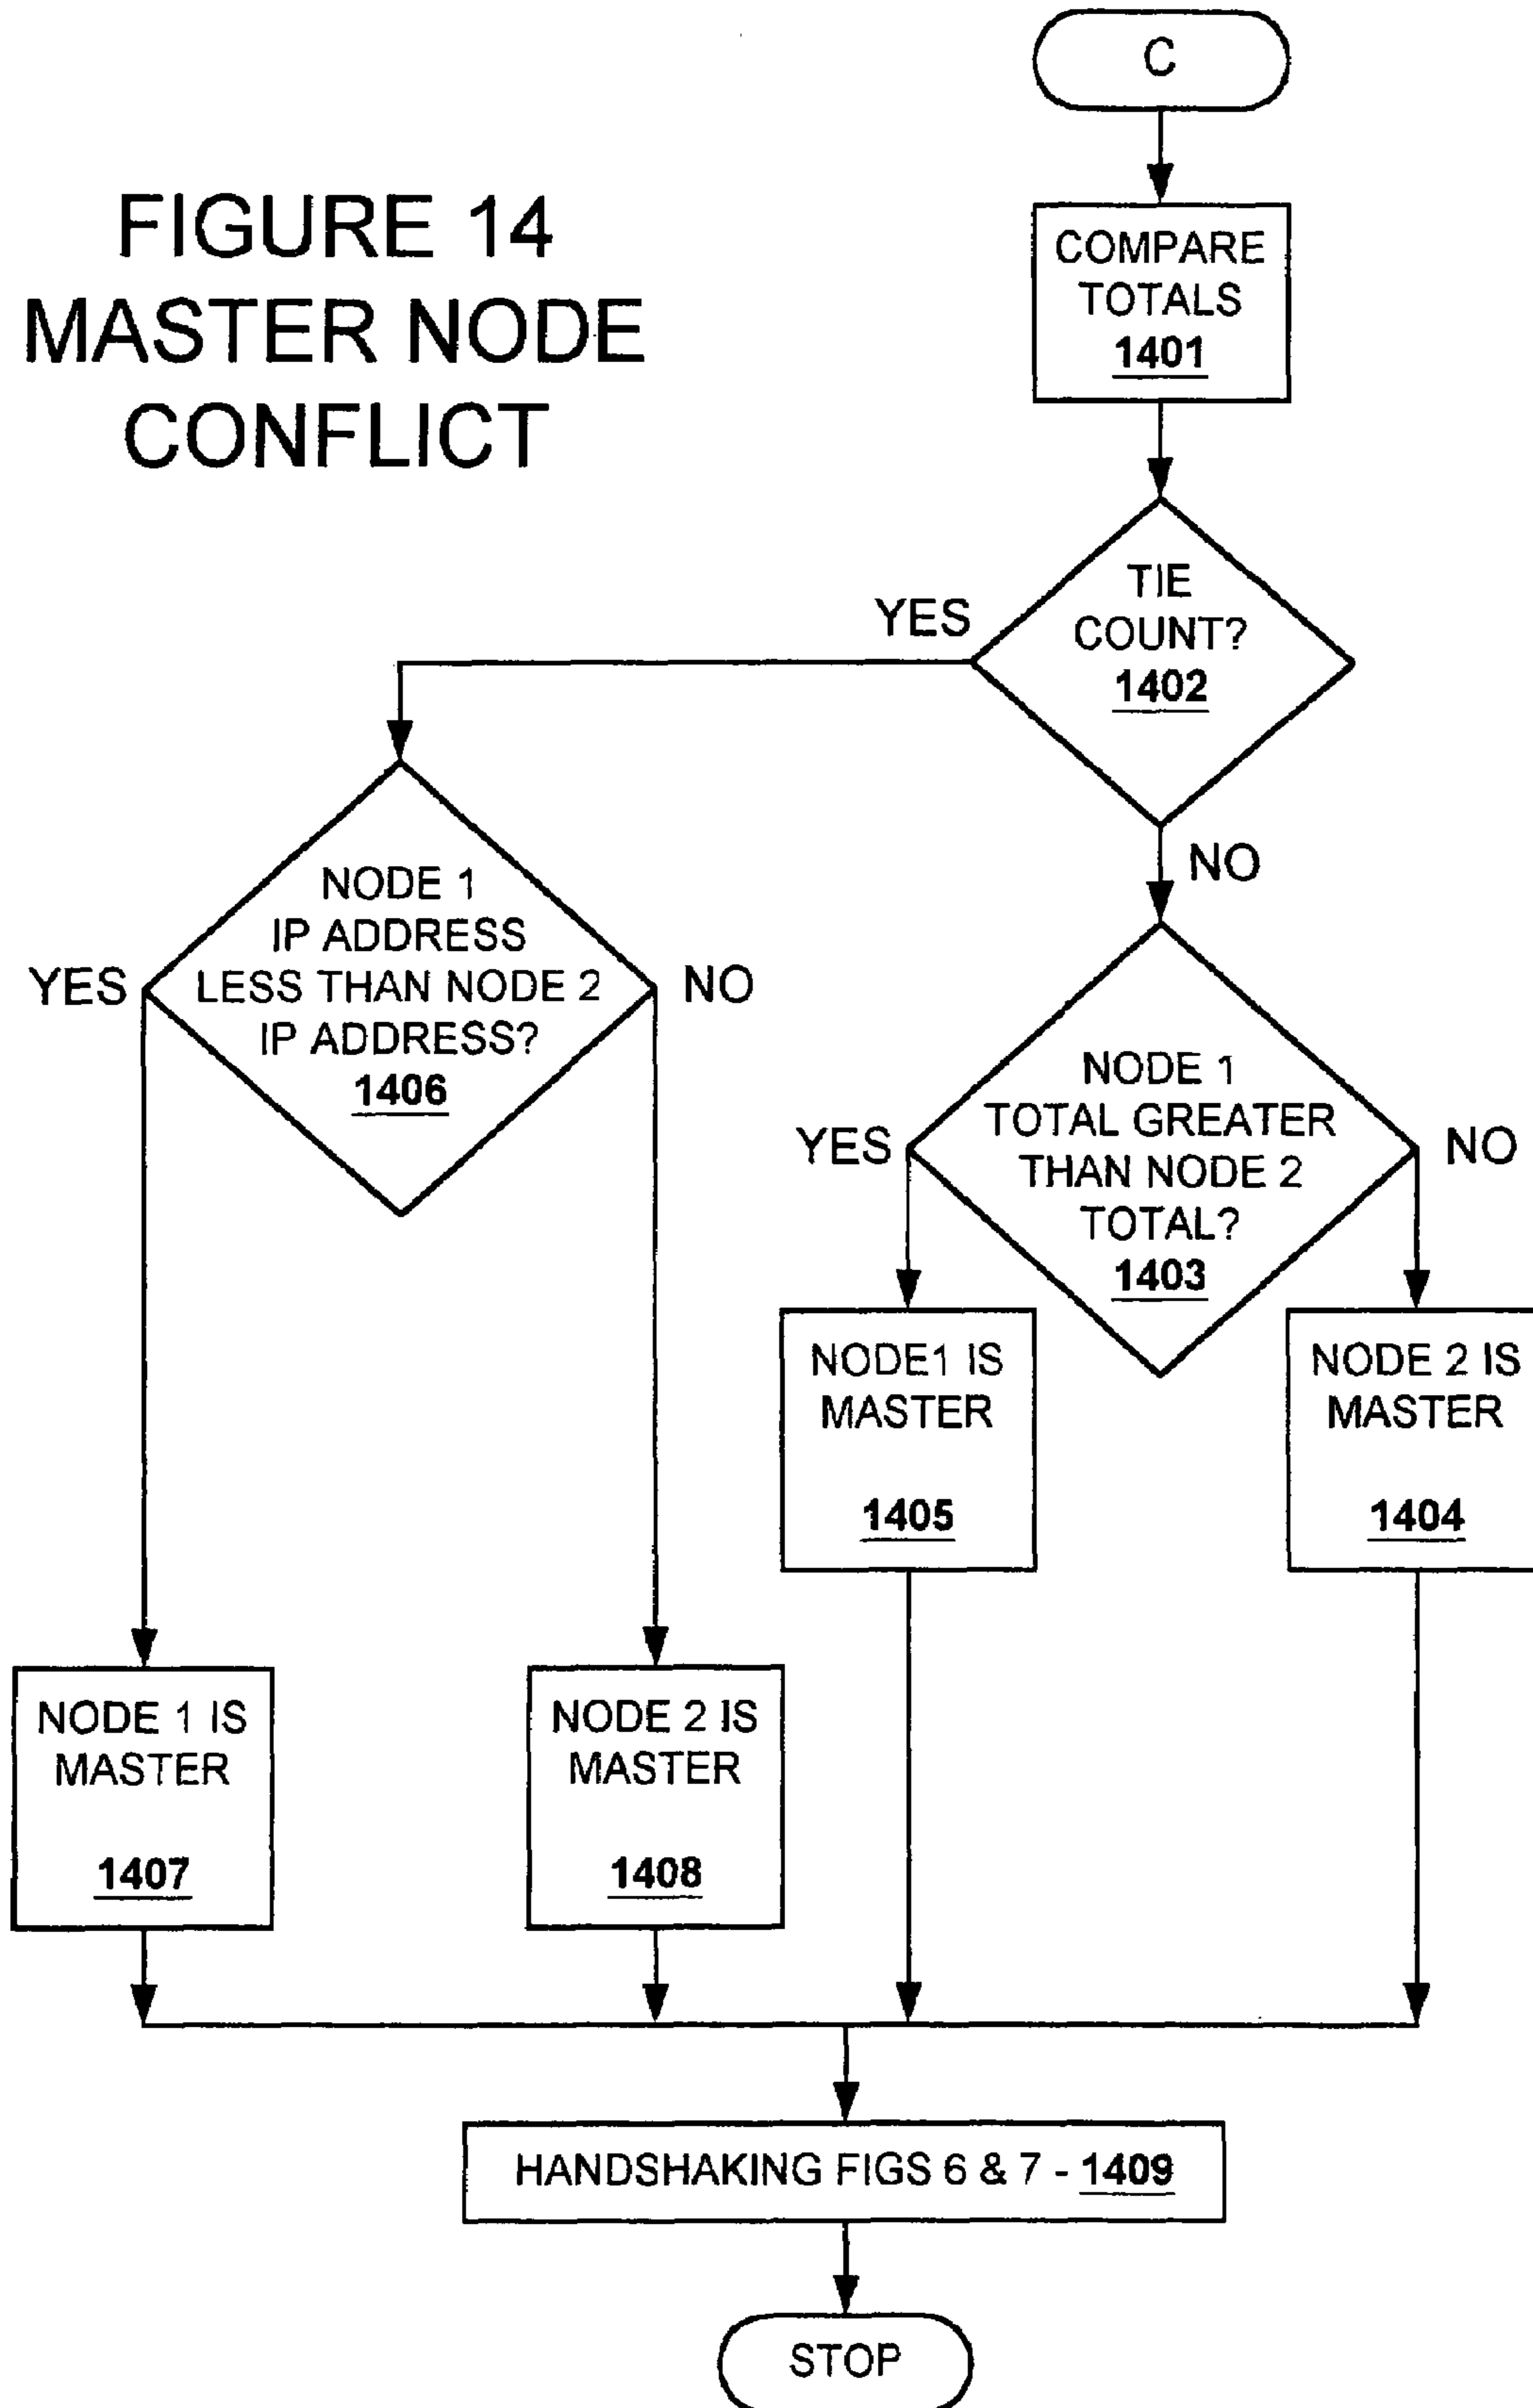 FIGURE 14
MASTER NODE
CONFLICT
C
COMPARE
TOTALS
1401
TIE
COUNT?
1402
YES
NO
NODE 1
IP ADDRESS
LESS THAN NODE 2
IP ADDRESS?
1406
YES
NO
NODE 1
TOTAL GREATER
THAN NODE 2
TOTAL?
1403
YES
NO
NODE1 IS
MASTER
1405
NODE 2 IS
MASTER
1404
NODE 1 IS
MASTER
1407
NODE 2 IS
MASTER
1408
HANDSHAKING FIGS 6 & 7 - 1409
STOP